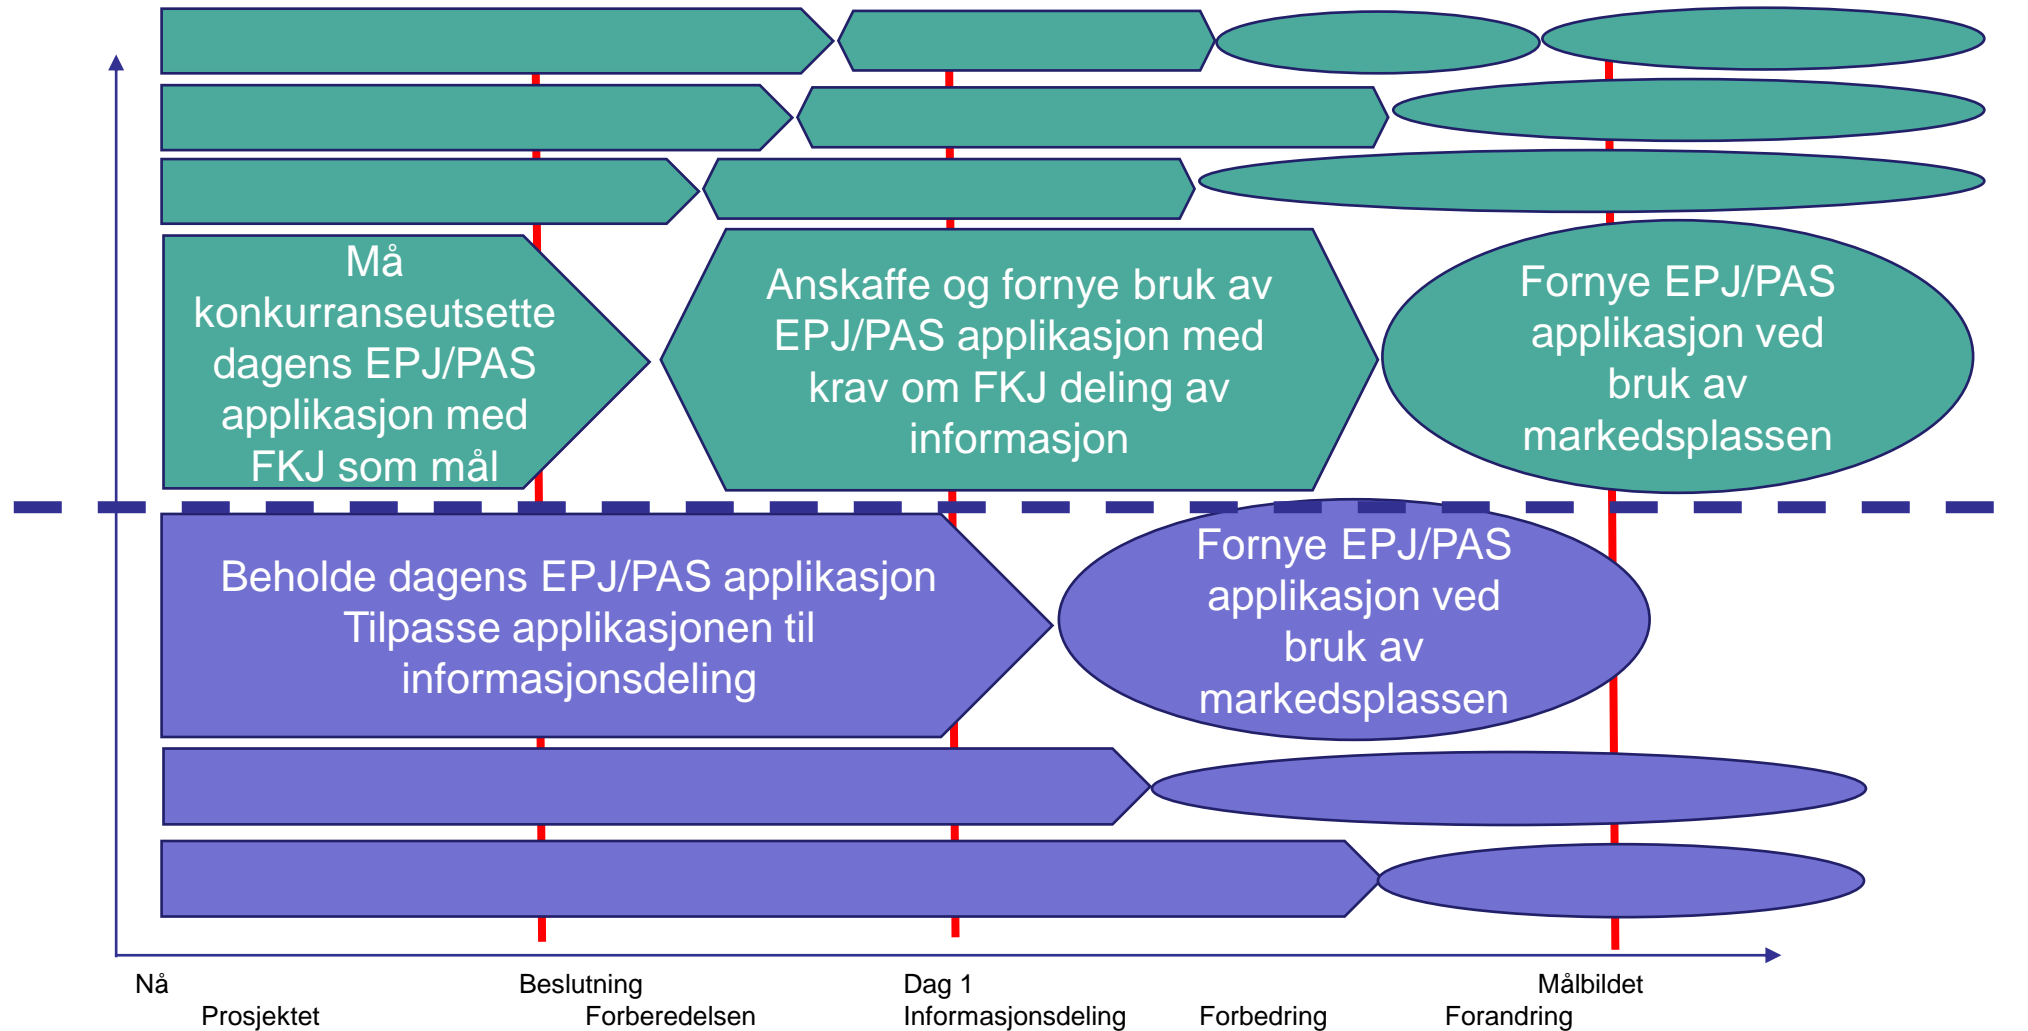 Må
konkurranseutsette
dagens EPJ/PAS
applikasjon med
FKJ som mål
Anskaffe og fornye bruk av
EPJ/PAS applikasjon med
krav om FKJ deling av
informasjon
Fornye EPJ/PAS
applikasjon ved
bruk av
markedsplassen
Beholde dagens EPJ/PAS applikasjon
Tilpasse applikasjonen til
informasjonsdeling
Fornye EPJ/PAS
applikasjon ved
bruk av
markedsplassen
Nå Beslutning Dag 1 Målbildet
Prosjektet Forberedelsen Informasjonsdeling Forbedring Forandring